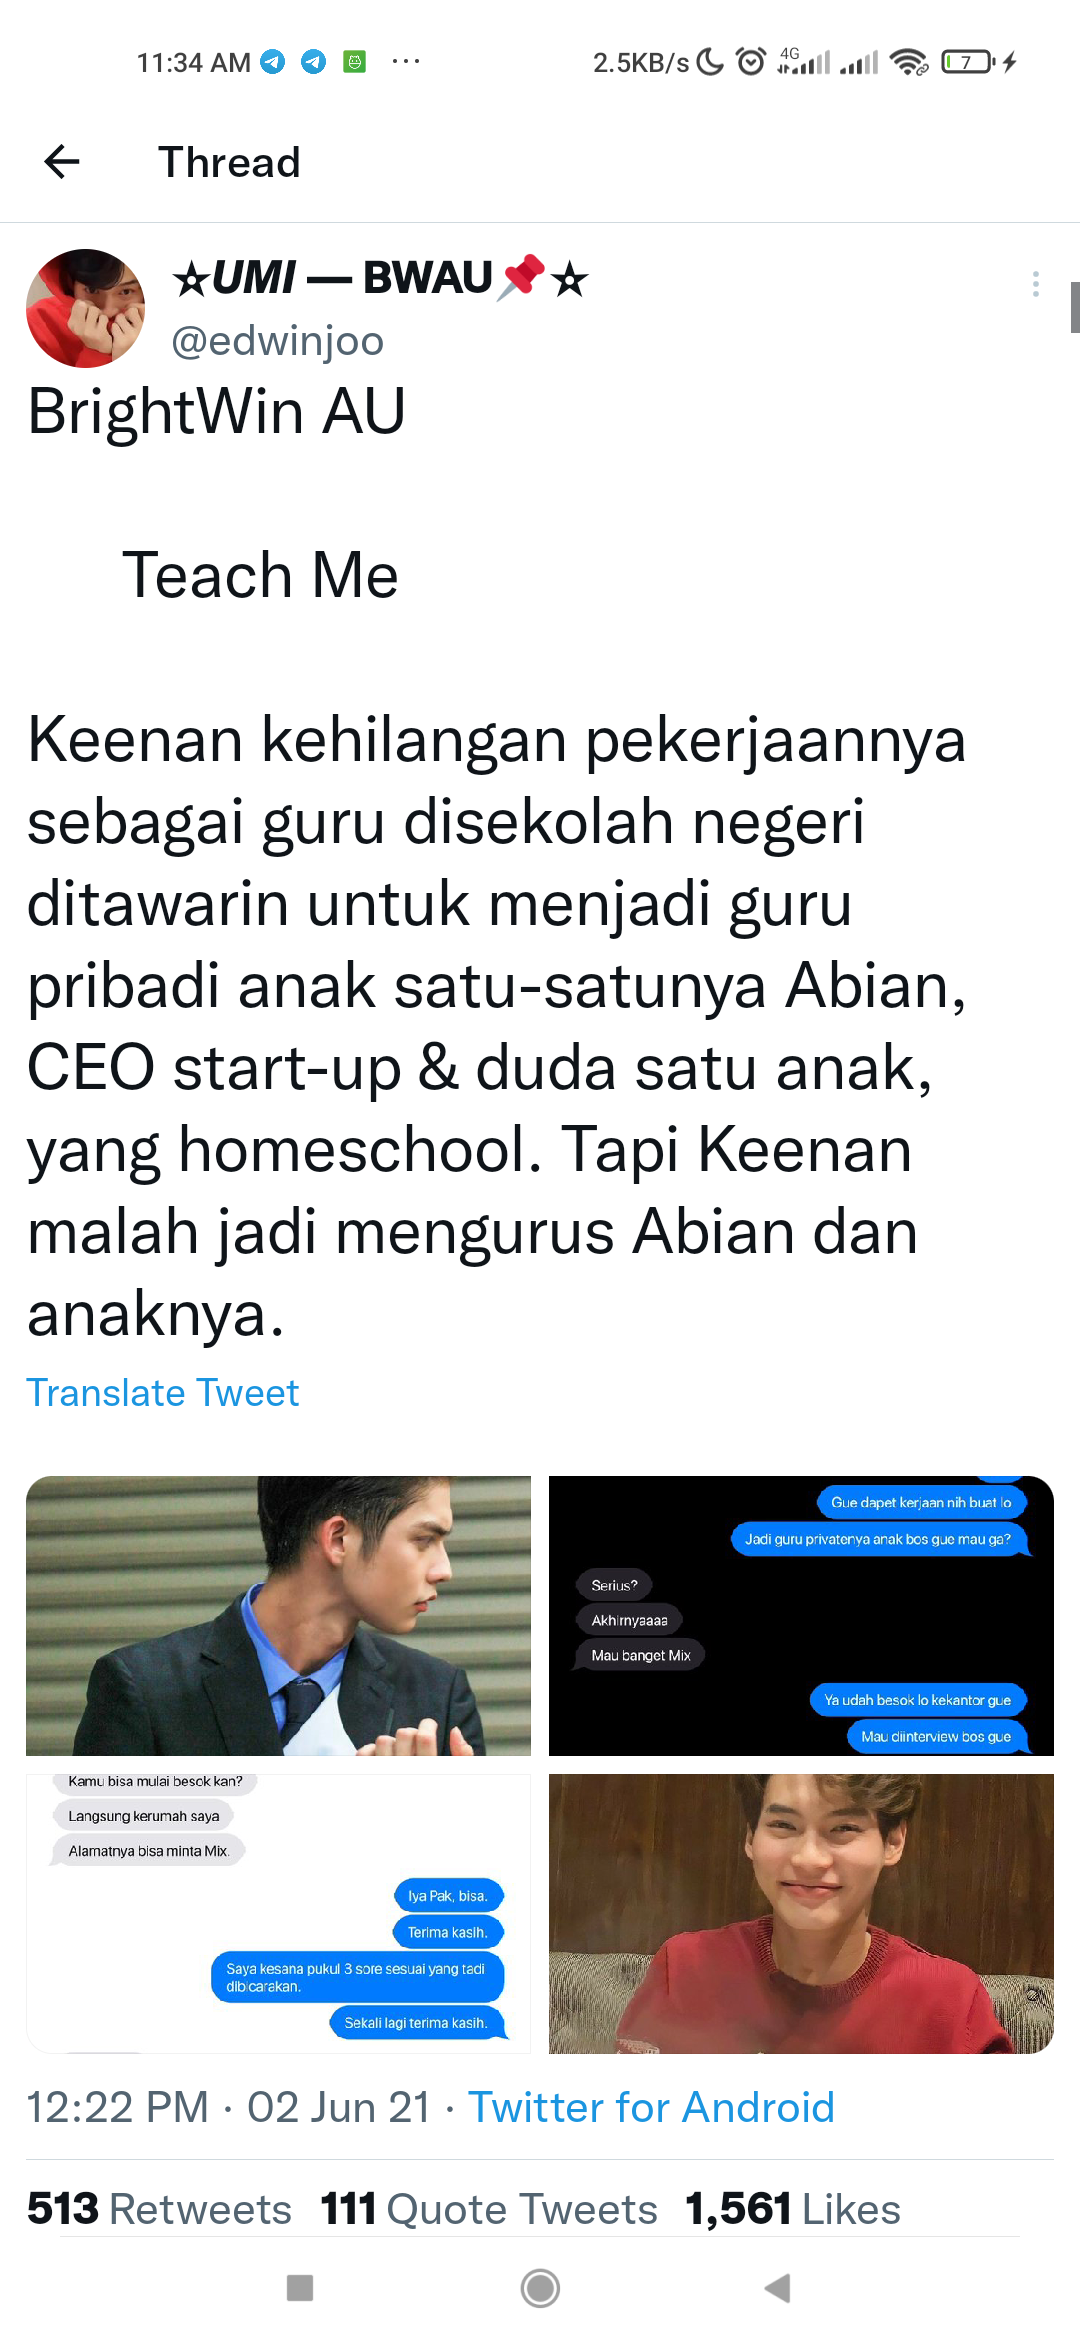 11:34 AM ...
2.5KB/s 4G 7
Thread
☆UMI — BWAU📌☆
@edwinjoo
BrightWin AU
Teach Me
Keenan kehilangan pekerjaannya
sebagai guru disekolah negeri
ditawarin untuk menjadi guru
pribadi anak satu-satunya Abian,
CEO start-up & duda satu anak,
yang homeschool. Tapi Keenan
malah jadi mengurus Abian dan
anaknya.
Translate Tweet
Gue dapet kerjaan nih buat lo
Jadi guru privatenya anak bos gue mau ga?
Serius?
Akhirnyaaaa
Mau banget Mix
Ya udah besok lo kekantor gue
Mau diinterview bos gue
Kamu bisa mulai besok kan?
Langsung kerumah saya
Alamatnya bisa minta Mix.
Iya Pak, bisa.
Terima kasih.
Saya kesana pukul 3 sore sesuai yang tadi
dibicarakan.
Sekali lagi terima kasih.
12:22 PM · 02 Jun 21 · Twitter for Android
513 Retweets 111 Quote Tweets 1,561 Likes